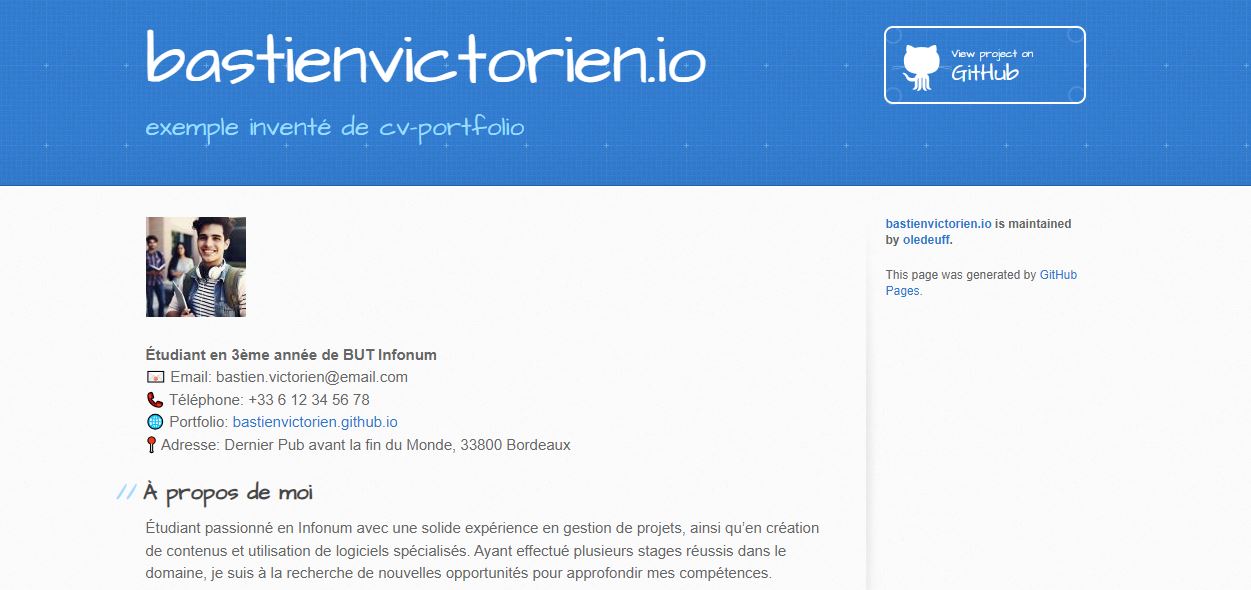 bastienvictorien.io
exemple inventé de cv-portfolio
View project on
GitHub
Étudiant en 3ème année de BUT Infonum
Email: bastien.victorien@email.com
Téléphone: +33 6 12 34 56 78
Portfolio: bastienvictorien.github.io
Adresse: Dernier Pub avant la fin du Monde, 33800 Bordeaux
// À propos de moi
Étudiant passionné en Infonum avec une solide expérience en gestion de projets, ainsi qu’en création
de contenus et utilisation de logiciels spécialisés. Ayant effectué plusieurs stages réussis dans le
domaine, je suis à la recherche de nouvelles opportunités pour approfondir mes compétences.
bastienvictorien.io is maintained
by oledeuff.
This page was generated by GitHub
Pages.